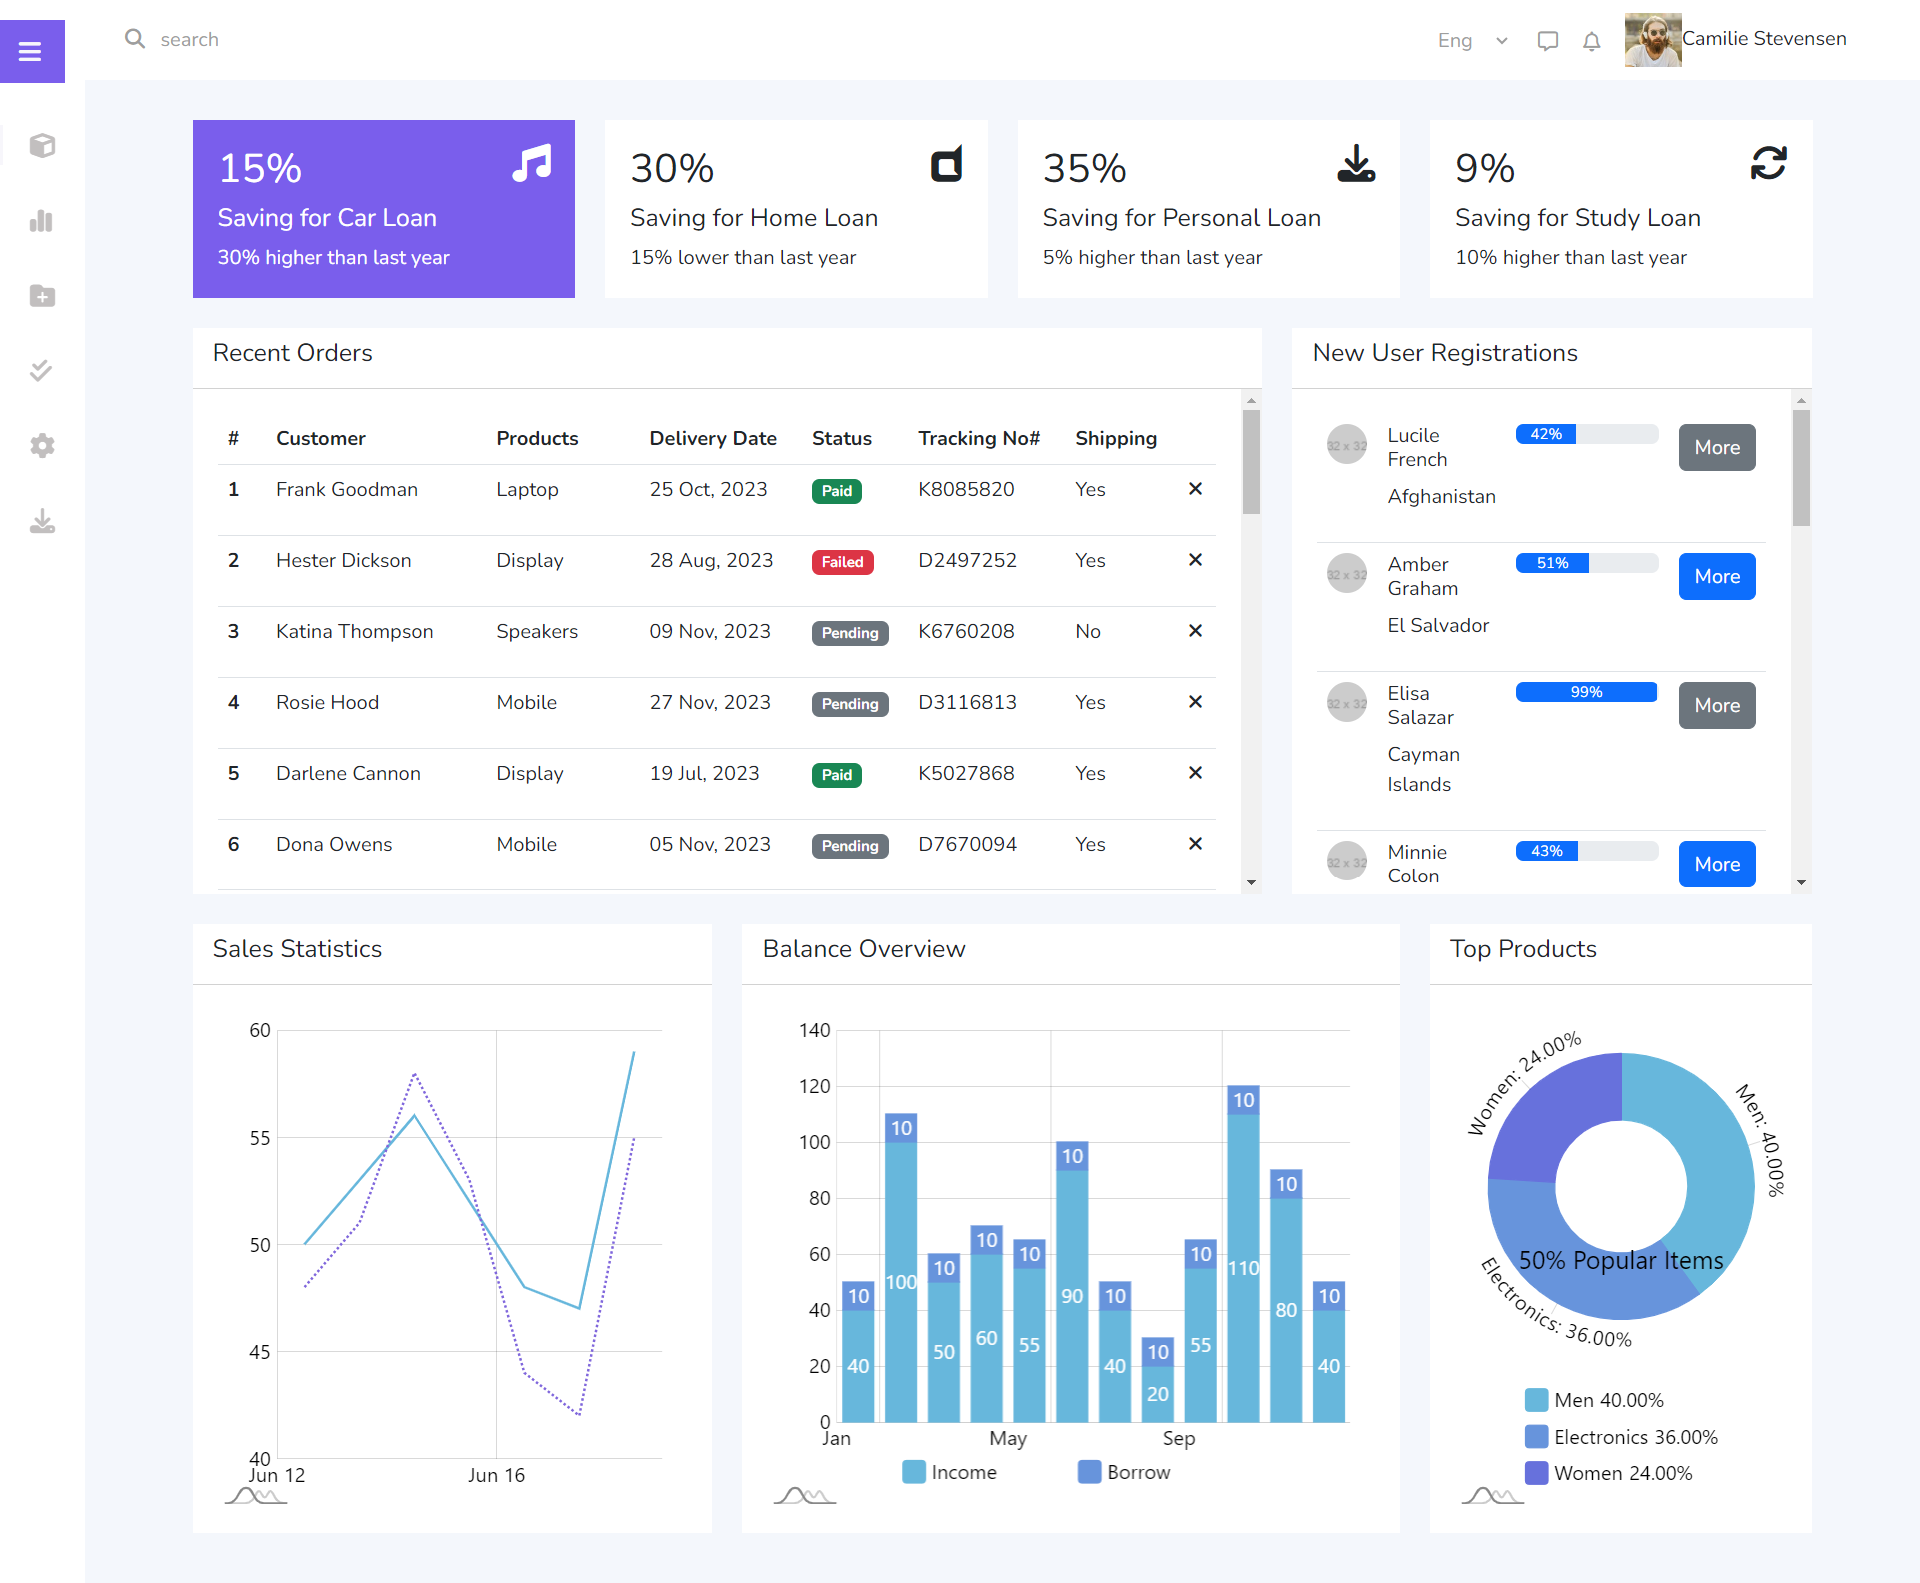 search
Eng
Camilie Stevensen
15%
Saving for Car Loan
30% higher than last year
30%
Saving for Home Loan
15% lower than last year
35%
Saving for Personal Loan
5% higher than last year
9%
Saving for Study Loan
10% higher than last year
Recent Orders
# Customer Products Delivery Date Status Tracking No# Shipping
1 Frank Goodman Laptop 25 Oct, 2023 Paid K8085820 Yes
2 Hester Dickson Display 28 Aug, 2023 Failed D2497252 Yes
3 Katina Thompson Speakers 09 Nov, 2023 Pending K6760208 No
4 Rosie Hood Mobile 27 Nov, 2023 Pending D3116813 Yes
5 Darlene Cannon Display 19 Jul, 2023 Paid K5027868 Yes
6 Dona Owens Mobile 05 Nov, 2023 Pending D7670094 Yes
New User Registrations
32 x 32
Lucile
French
Afghanistan
42%
More
32 x 32
Amber
Graham
El Salvador
51%
More
32 x 32
Elisa
Salazar
Cayman
Islands
99%
More
32 x 32
Minnie
Colon
43%
More
Sales Statistics
60
55
50
45
40
Jun 12 Jun 16
Balance Overview
140
120
100
80
60
40
20
0
10 10 10 10 10 10 10 10 10 10 10 10
40 100 50 60 55 90 40 20 55 110 80 40
Jan May Sep
Income Borrow
Top Products
Women: 24.00%
Men: 40.00%
Electronics: 36.00%
50% Popular Items
Men 40.00%
Electronics 36.00%
Women 24.00%